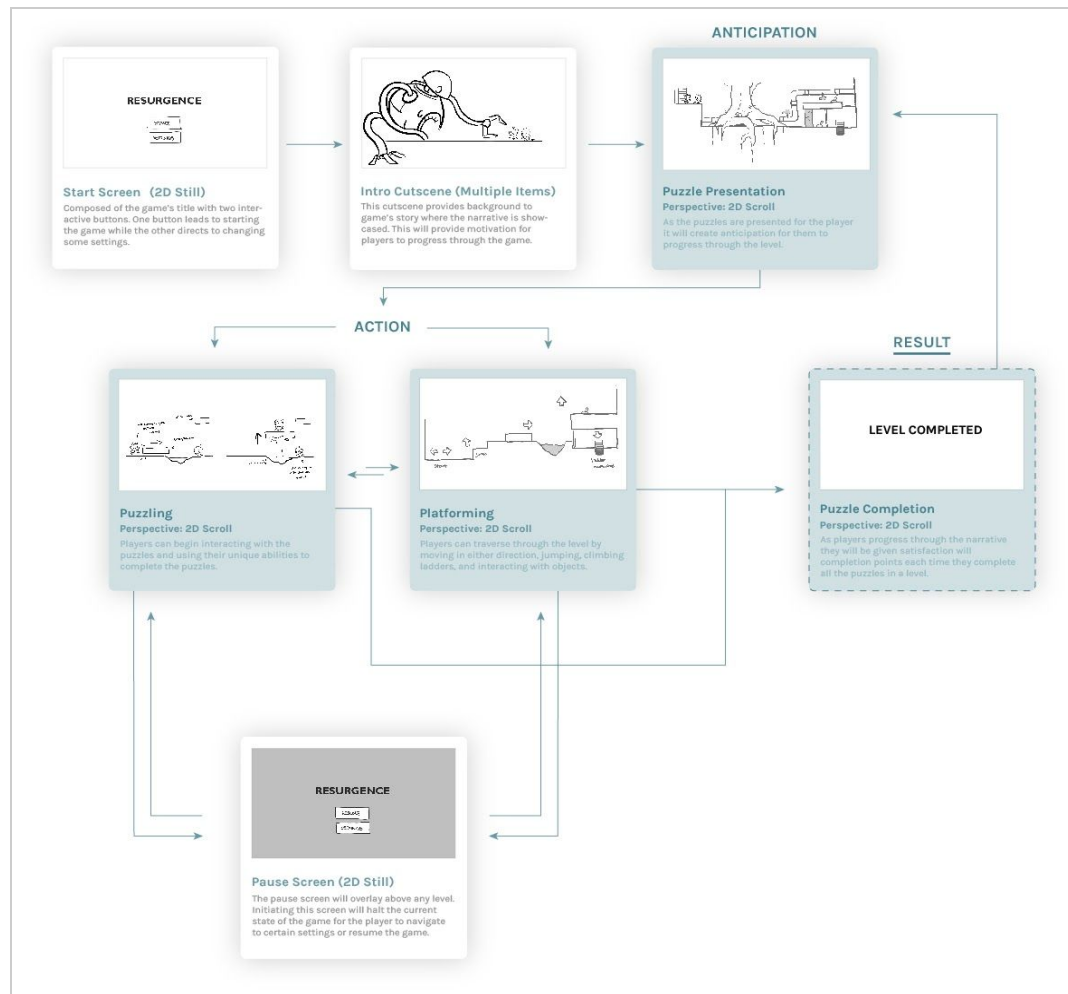 ANTICIPATION
RESURGENCE
Start Screen (2D Still)
Composed of the game's title with two inter-
active buttons. One button leads to starting
the game while the other directs to changing
some settings.
Intro Cutscene (Multiple Items)
This cutscene provides background to
game's story where the narrative is show-
cased. This will provide motivation for
players to progress through the game.
Puzzle Presentation
Perspective: 2D Scroll
As the puzzles are presented for the player
it will create anticipation for them to
progress through the level.
ACTION
RESULT
Puzzling
Perspective: 2D Scroll
Players can begin interacting with the
puzzles and using their unique abilities to
complete the puzzles.
Platforming
Perspective: 2D Scroll
Players can traverse through the level by
moving in either direction, jumping, climbing
ladders, and interacting with objects.
LEVEL COMPLETED
Puzzle Completion
Perspective: 2D Scroll
As players progress through the narrative
they will be given satisfaction will
completion points each time they complete
all the puzzles in a level.
RESURGENCE
Pause Screen (2D Still)
The pause screen will overlay above any level.
Initiating this screen will halt the current
state of the game for the player to navigate
to certain settings or resume the game.